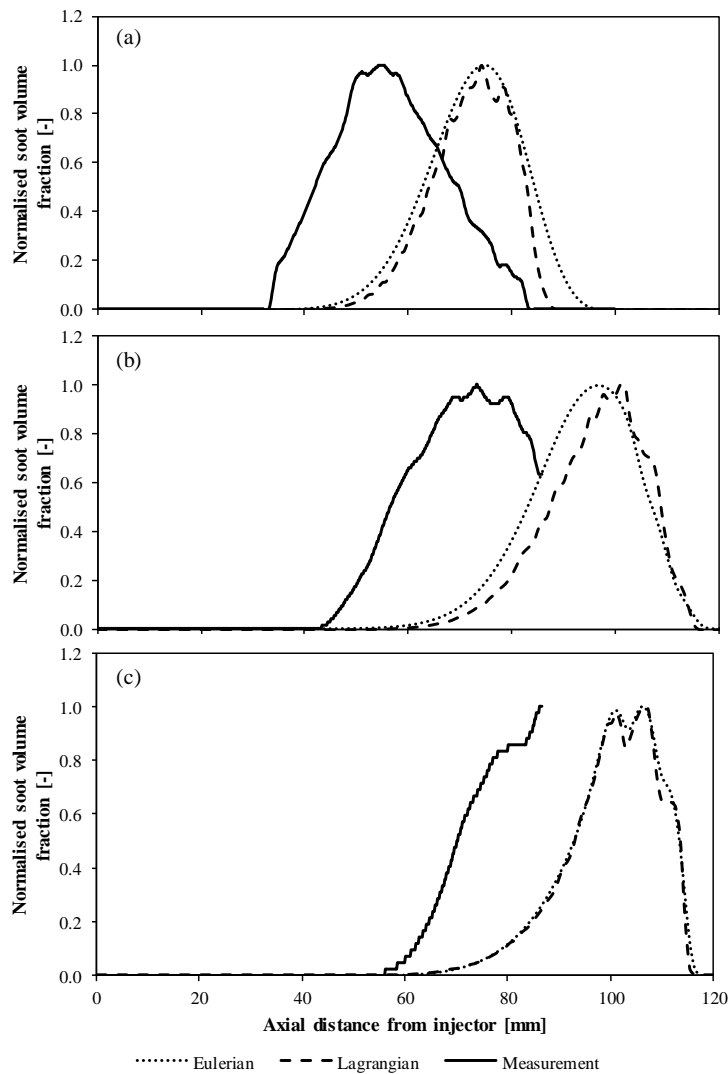 1.2
(a)
1.0
0.8
0.6
0.4
0.2
0.0
Normalised soot volume
fraction [-]
1.2
(b)
1.0
0.8
0.6
0.4
0.2
0.0
Normalised soot volume
fraction [-]
1.2
(c)
1.0
0.8
0.6
0.4
0.2
0.0
Normalised soot volume
fraction [-]
0 20 40 60 80 100 120
Axial distance from injector [mm]
Eulerian Lagrangian Measurement